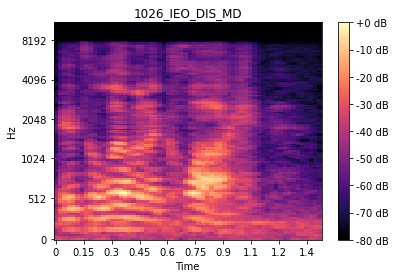 1026_IEO_DIS_MD
8192
4096
2048
1024
512
0
Hz
0 0.15 0.3 0.45 0.6 0.75 0.9 1.1 1.2 1.4
Time
+0 dB
-10 dB
-20 dB
-30 dB
-40 dB
-50 dB
-60 dB
-70 dB
-80 dB